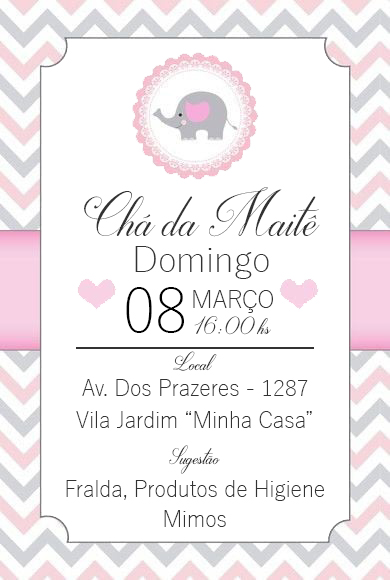 Chá da Maitê
Domingo
08 MARÇO
16:00 hs
Local
Av. Dos Prazeres - 1287
Vila Jardim “Minha Casa”
Sugestão
Fralda, Produtos de Higiene
Mimos